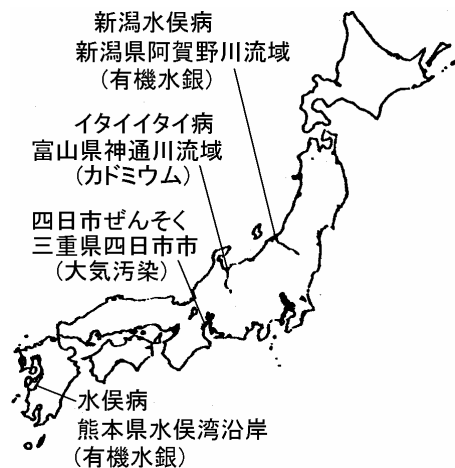 新潟水俣病
新潟県阿賀野川流域
(有機水銀)
イタイイタイ病
富山県神通川流域
(カドミウム)
四日市ぜんそく
三重県四日市市
(大気汚染)
水俣病
熊本県水俣湾沿岸
(有機水銀)